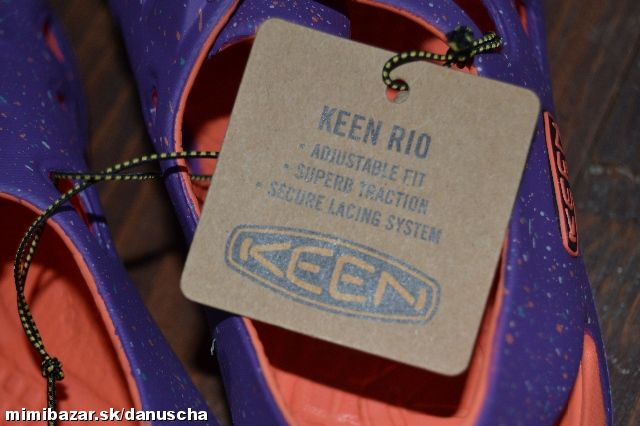 KEEN RIO
• ADJUSTABLE FIT
• SUPERB TRACTION
• SECURE LACING SYSTEM
KEEN
KEEN
mimibazar.sk/danuscha